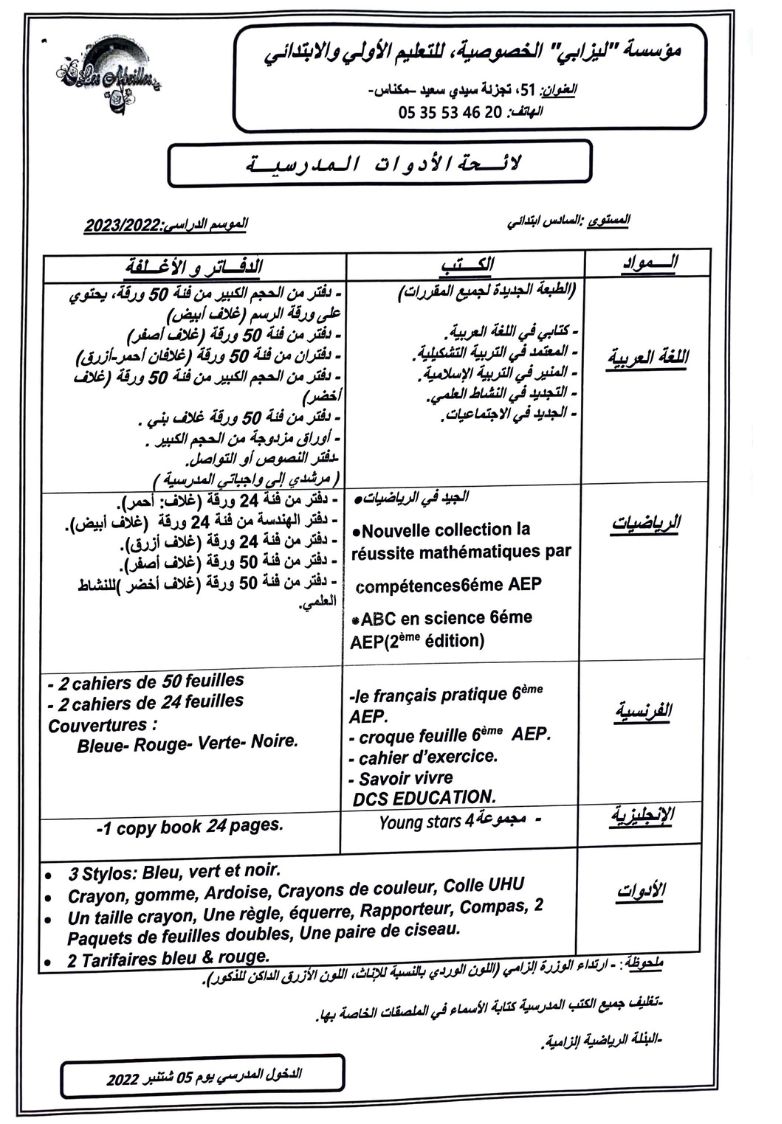 Les Abeilles
مؤسسة "ليزابي" الخصوصية، للتعليم الأولي والابتدائي
العنوان: 51، تجزئة سيدي سعيد –مكناس-
الهاتف: 20 46 53 35 05
لائـحة الأدوات المـدرسيـة
المستوى :السادس ابتدائي
الموسم الدراسي:2023/2022
الـمواد
الكـتب
الدفـاتر و الأغـلفة
اللغة العربية
(الطبعة الجديدة لجميع المقررات)
- كتابي في اللغة العربية.
- المعتمد في التربية التشكيلية.
- المنير في التربية الإسلامية.
- التجديد في النشاط العلمي.
- الجديد في الاجتماعيات.
- دفتر من الحجم الكبير من فئة 50 ورقة، يحتوي
على ورقة الرسم (غلاف أبيض)
- دفتر من فئة 50 ورقة (غلاف أصفر)
- دفتران من فئة 50 ورقة (غلافان أحمر-أزرق)
- دفتر من الحجم الكبير من فئة 50 ورقة (غلاف
أخضر)
- دفتر من فئة 50 ورقة غلاف بني .
- أوراق مزدوجة من الحجم الكبير .
-دفتر النصوص أو التواصل.
( مرشدي إلى واجباتي المدرسية )
الرياضيات
●الجيد في الرياضيات
●Nouvelle collection la
réussite mathématiques par
compétences6éme AEP
●ABC en science 6éme
AEP(2ème édition)
- دفتر من فئة 24 ورقة (غلاف: أحمر).
- دفتر الهندسة من فئة 24 ورقة (غلاف أبيض).
- دفتر من فئة 24 ورقة (غلاف أزرق).
- دفتر من فئة 50 ورقة (غلاف أصفر).
- دفتر من فئة 50 ورقة (غلاف أخضر )للنشاط
العلمي.
الفرنسية
-le français pratique 6ème
AEP.
- croque feuille 6ème AEP.
- cahier d'exercice.
- Savoir vivre
DCS EDUCATION.
- 2 cahiers de 50 feuilles
- 2 cahiers de 24 feuilles
Couvertures :
Bleue- Rouge- Verte- Noire.
الإنجليزية
- مجموعة Young stars 4
-1 copy book 24 pages.
الأدوات
• 3 Stylos: Bleu, vert et noir.
• Crayon, gomme, Ardoise, Crayons de couleur, Colle UHU
• Un taille crayon, Une règle, équerre, Rapporteur, Compas, 2
Paquets de feuilles doubles, Une paire de ciseau.
• 2 Tarifaires bleu & rouge.
ملحوظة: - ارتداء الوزرة إلزامي (اللون الوردي بالنسبة للإناث، اللون الأزرق الداكن للذكور).
-تغليف جميع الكتب المدرسية كتابة الأسماء في الملصقات الخاصة بها.
-البذلة الرياضية إلزامية.
الدخول المدرسي يوم 05 شتنبر 2022